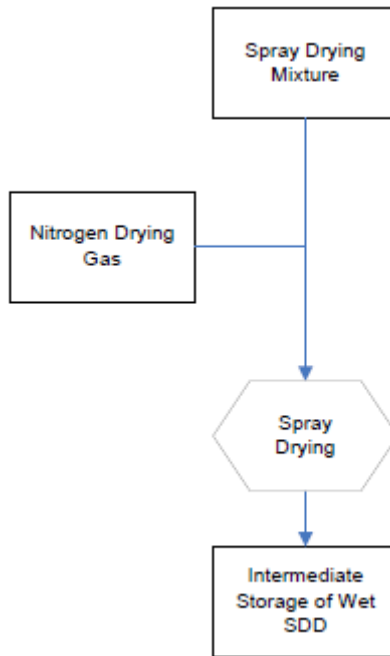 Spray Drying
Mixture
Nitrogen Drying
Gas
Spray
Drying
Intermediate
Storage of Wet
SDD